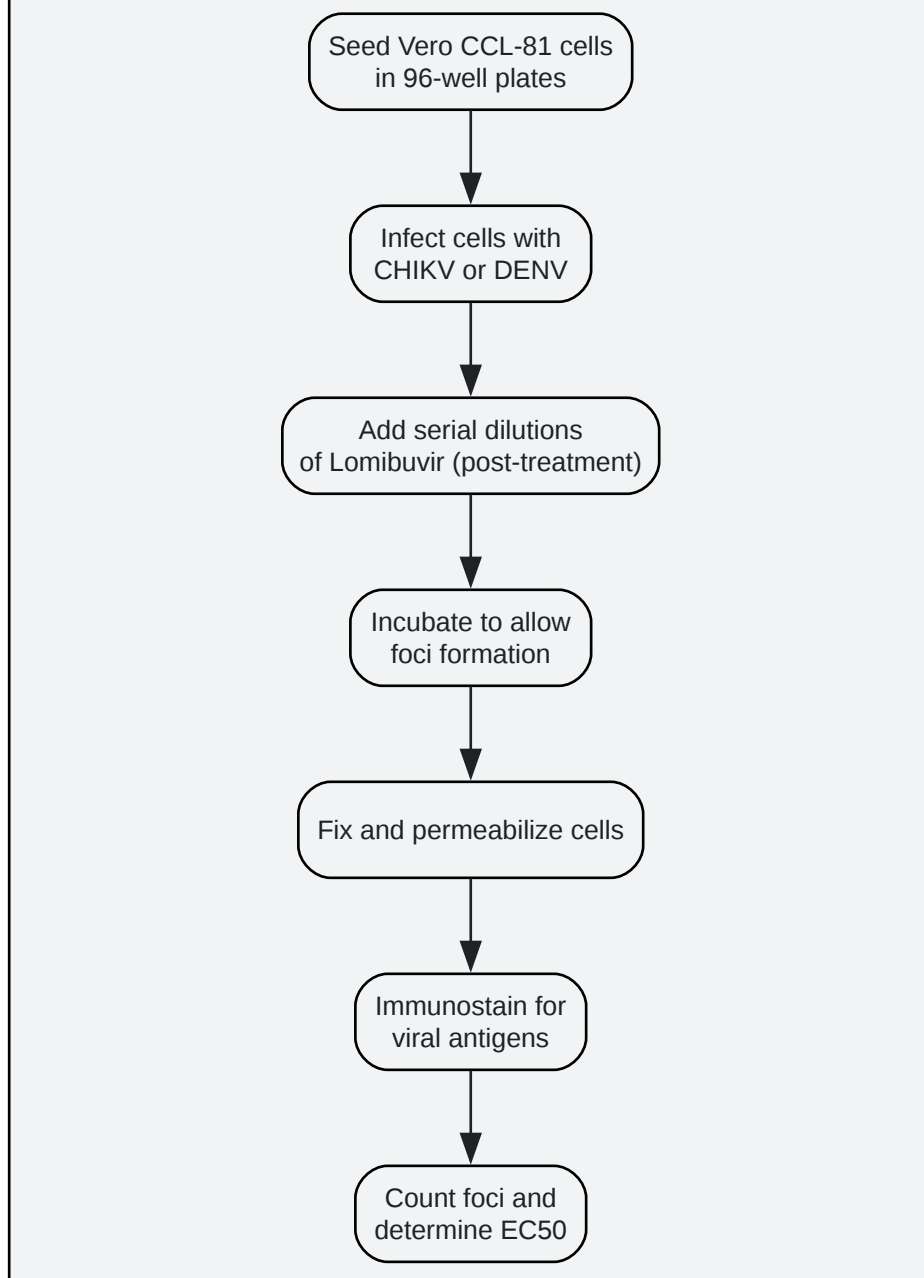 Seed Vero CCL-81 cells
in 96-well plates
Infect cells with
CHIKV or DENV
Add serial dilutions
of Lomibuvir (post-treatment)
Incubate to allow
foci formation
Fix and permeabilize cells
Immunostain for
viral antigens
Count foci and
determine EC50